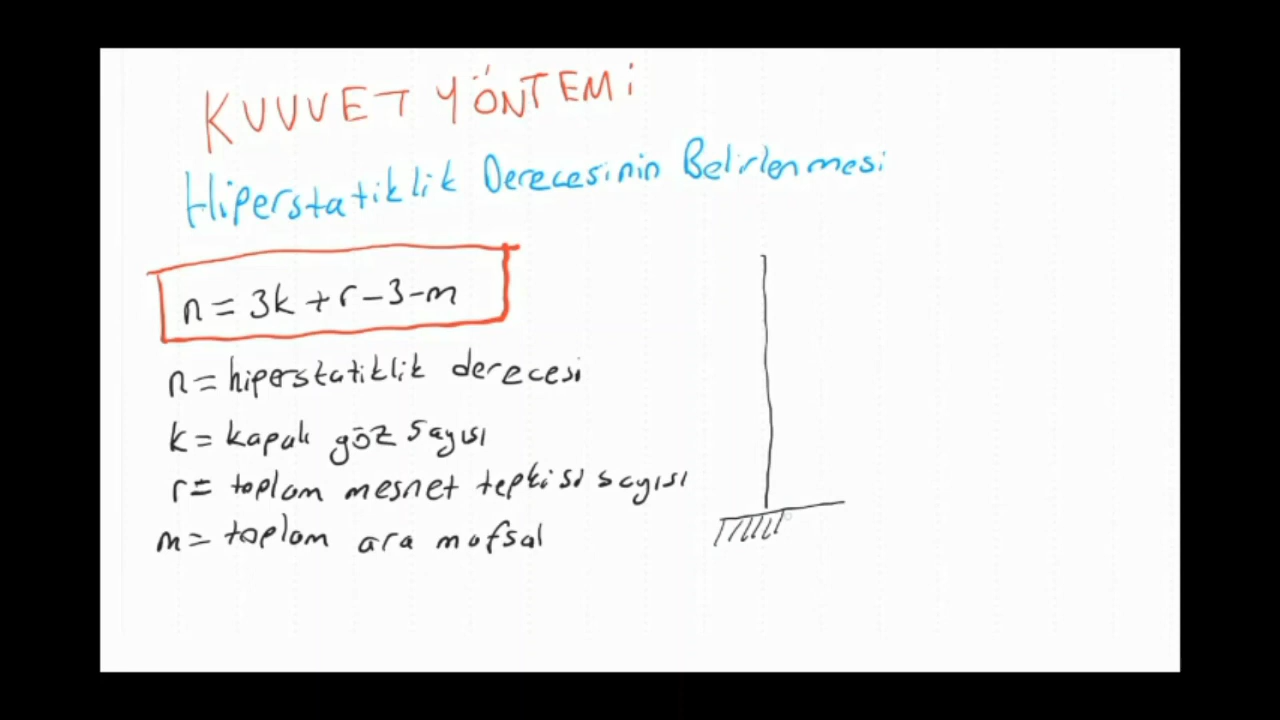 KUVVET YÖNTEMİ
Hiperstatiklik Derecesinin Belirlenmesi
n = 3k + r - 3 - m
n = hiperstatiklik derecesi
k = kapalı göz sayısı
r = toplam mesnet tepkisi sayısı
m = toplam ara mafsal